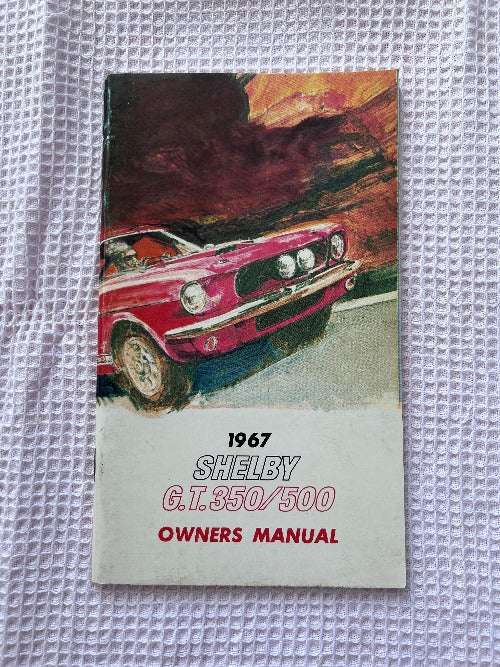 1967
SHELBY
G.T.350/500
OWNERS MANUAL